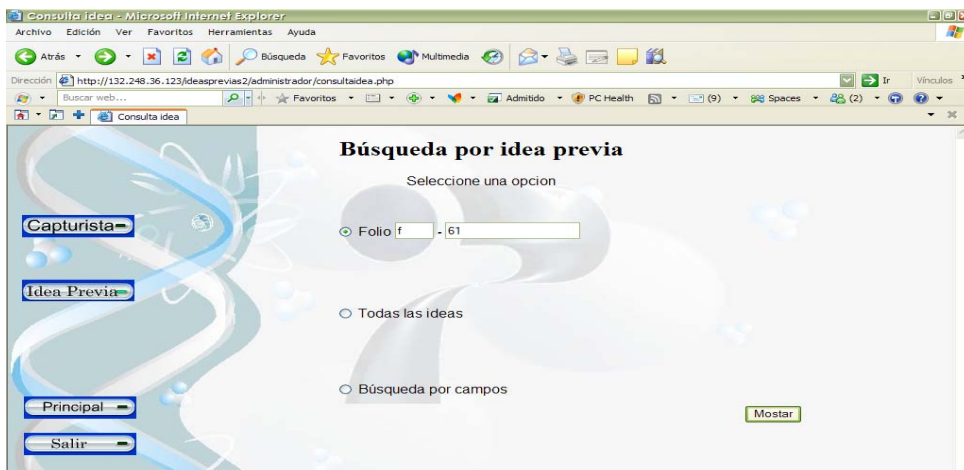 Consulta idea - Microsoft Internet Explorer
Archivo Edición Ver Favoritos Herramientas Ayuda
Atrás Búsqueda Favoritos Multimedia
Dirección http://132.248.36.123/ideasprevias2/administrador/consultaidea.php Ir Vínculos
Buscar web... Favoritos Admitido PC Health (9) Spaces (2)
Consulta idea
Búsqueda por idea previa
Seleccione una opcion
Capturista
Folio f - 61
Idea Previa
Todas las ideas
Búsqueda por campos
Principal
Mostar
Salir